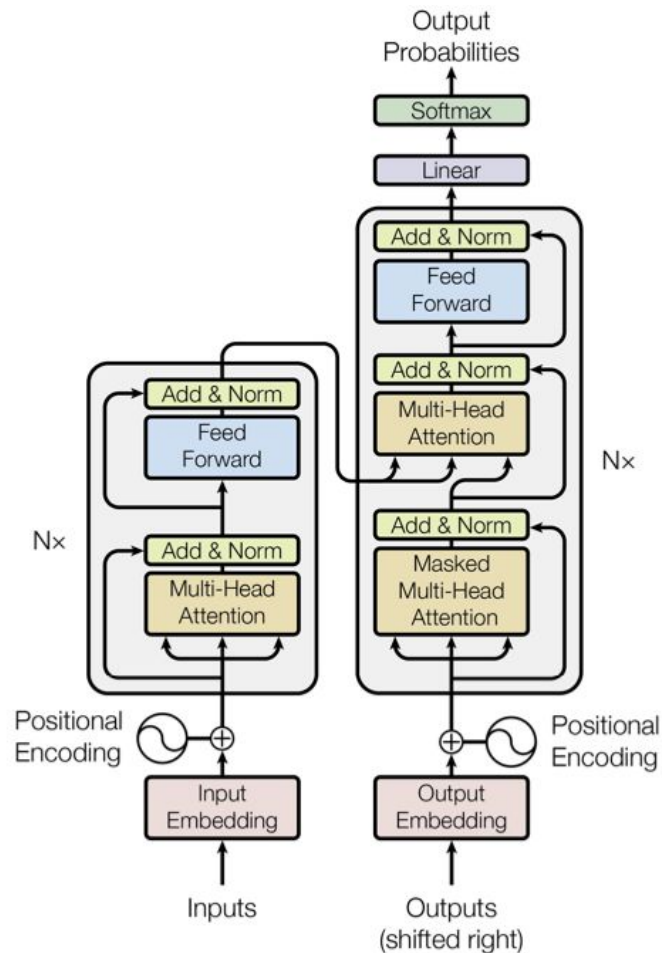 Output
Probabilities
Softmax
Linear
Add & Norm
Feed
Forward
Add & Norm
Multi-Head
Attention
Add & Norm
Masked
Multi-Head
Attention
Nx
Add & Norm
Feed
Forward
Add & Norm
Multi-Head
Attention
Nx
Positional
Encoding
Positional
Encoding
Input
Embedding
Output
Embedding
Inputs
Outputs
(shifted right)